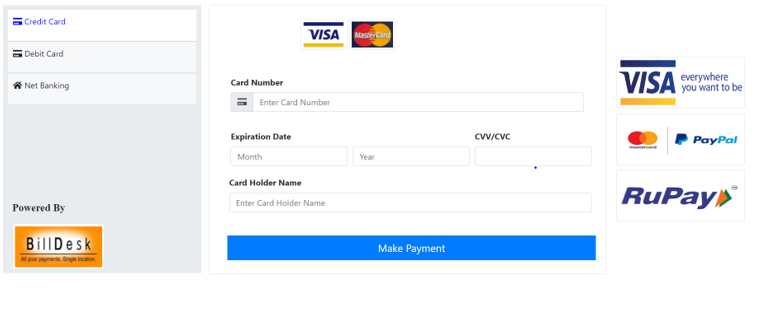 Credit Card
Debit Card
Net Banking
Powered By
BillDesk
All your payments. Single location.
VISA MasterCard
Card Number
Enter Card Number
Expiration Date CVV/CVC
Month Year
Card Holder Name
Enter Card Holder Name
Make Payment
VISA everywhere
you want to be
mastercard PayPal
RuPay